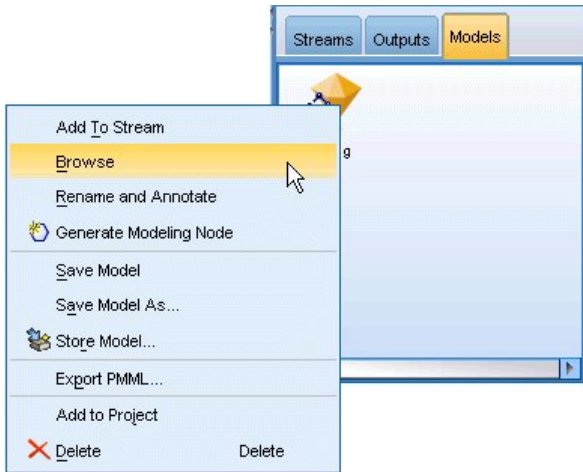 Streams Outputs Models
g
Add To Stream
Browse
Rename and Annotate
Generate Modeling Node
Save Model
Save Model As...
Store Model...
Export PMML...
Add to Project
Delete Delete